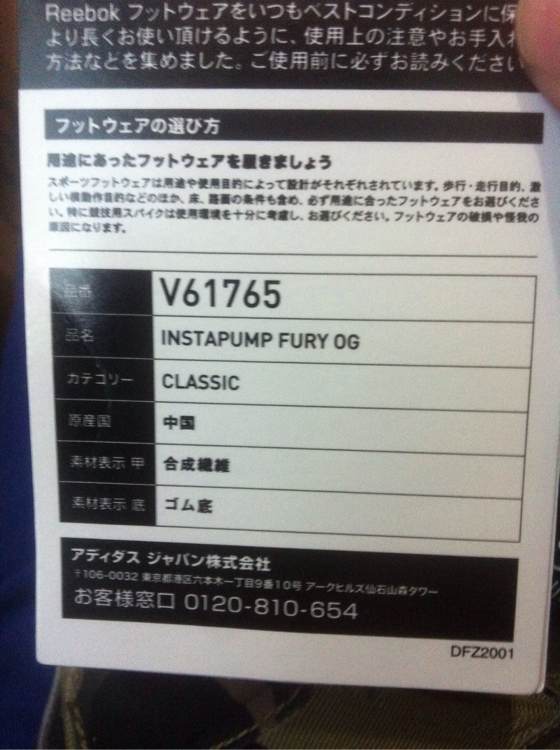 Reebok フットウェアをいつもベストコンディションに保
より長くお使い頂けるように、使用上の注意やお手入れ
方法などを集めました。ご使用前に必ずお読みください
フットウェアの選び方
用途にあったフットウェアを履きましょう
スポーツフットウェアは用途や使用目的によって設計がそれぞれされています。歩行・走行目的、激
しい横動作目的などのほか、床、路面の条件も含め、必ず用途に合ったフットウェアをお選びくださ
い。特に競技用スパイクは使用環境を十分に考慮し、お選びください。フットウェアの破損や怪我の
原因になります。
品番 V61765
品名 INSTAPUMP FURY OG
カテゴリー CLASSIC
原産国 中国
素材表示 甲 合成繊維
素材表示 底 ゴム底
アディダス ジャパン株式会社
〒106-0032 東京都港区六本木一丁目9番10号 アークヒルズ仙石山森タワー
お客様窓口 0120-810-654
DFZ2001